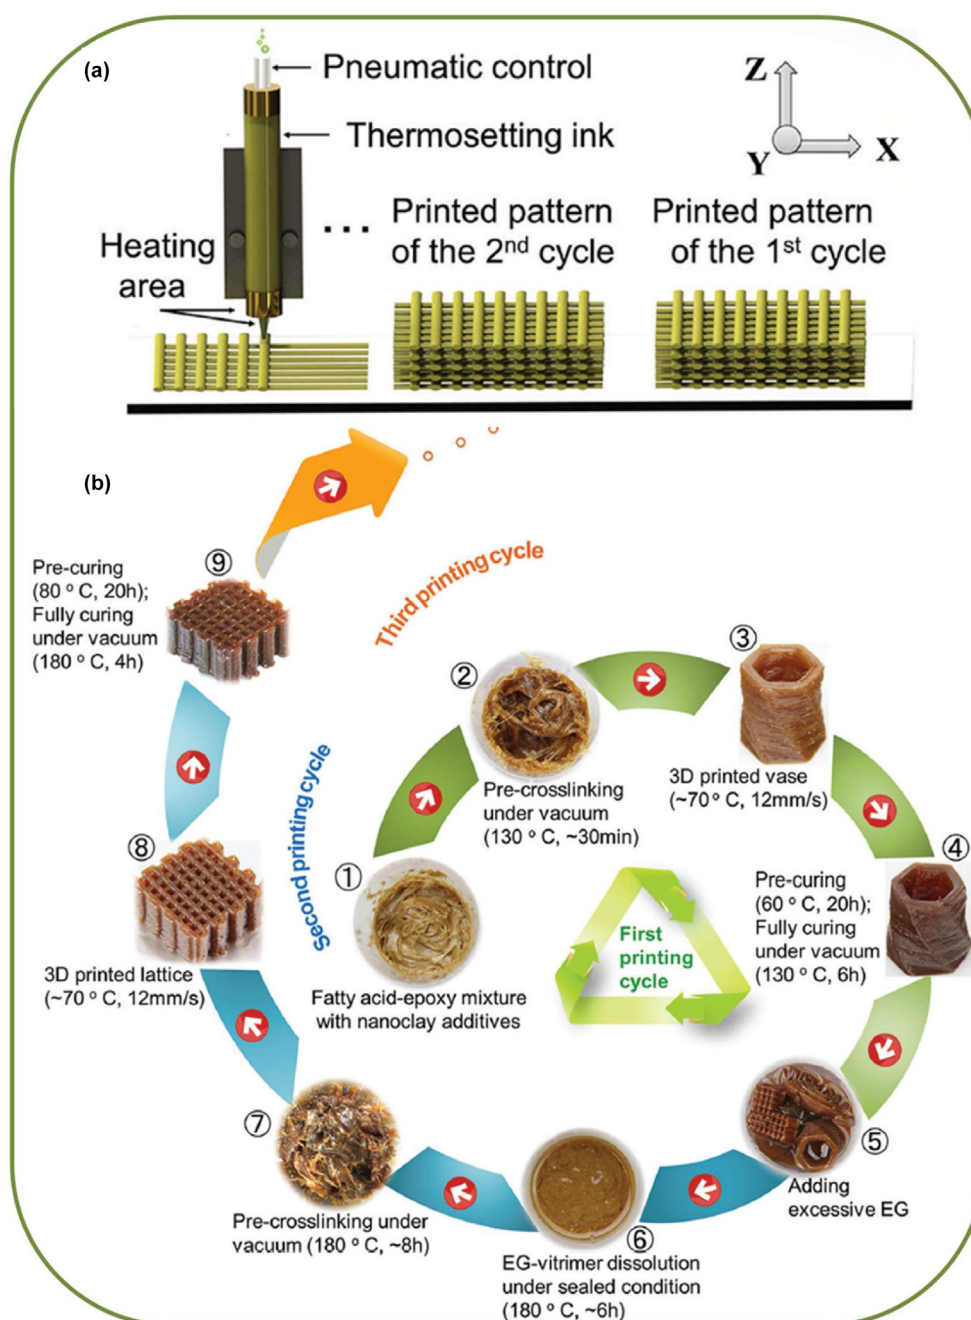 (a)
Pneumatic control
Thermosetting ink
Z
Y
X
Heating
area
...
Printed pattern
of the 2nd cycle
Printed pattern
of the 1st cycle
(b)
⑨
Pre-curing
(80 ° C, 20h);
Fully curing
under vacuum
(180 ° C, 4h)
Third printing cycle
②
Pre-crosslinking
under vacuum
(130 ° C, ~30min)
③
3D printed vase
(~70 ° C, 12mm/s)
Second printing cycle
⑧
3D printed lattice
(~70 ° C, 12mm/s)
①
Fatty acid-epoxy mixture
with nanoclay additives
First
printing
cycle
④
Pre-curing
(60 ° C, 20h);
Fully curing
under vacuum
(130 ° C, 6h)
⑦
Pre-crosslinking under
vacuum (180 ° C, ~8h)
⑥
EG-vitrimer dissolution
under sealed condition
(180 ° C, ~6h)
⑤
Adding
excessive EG